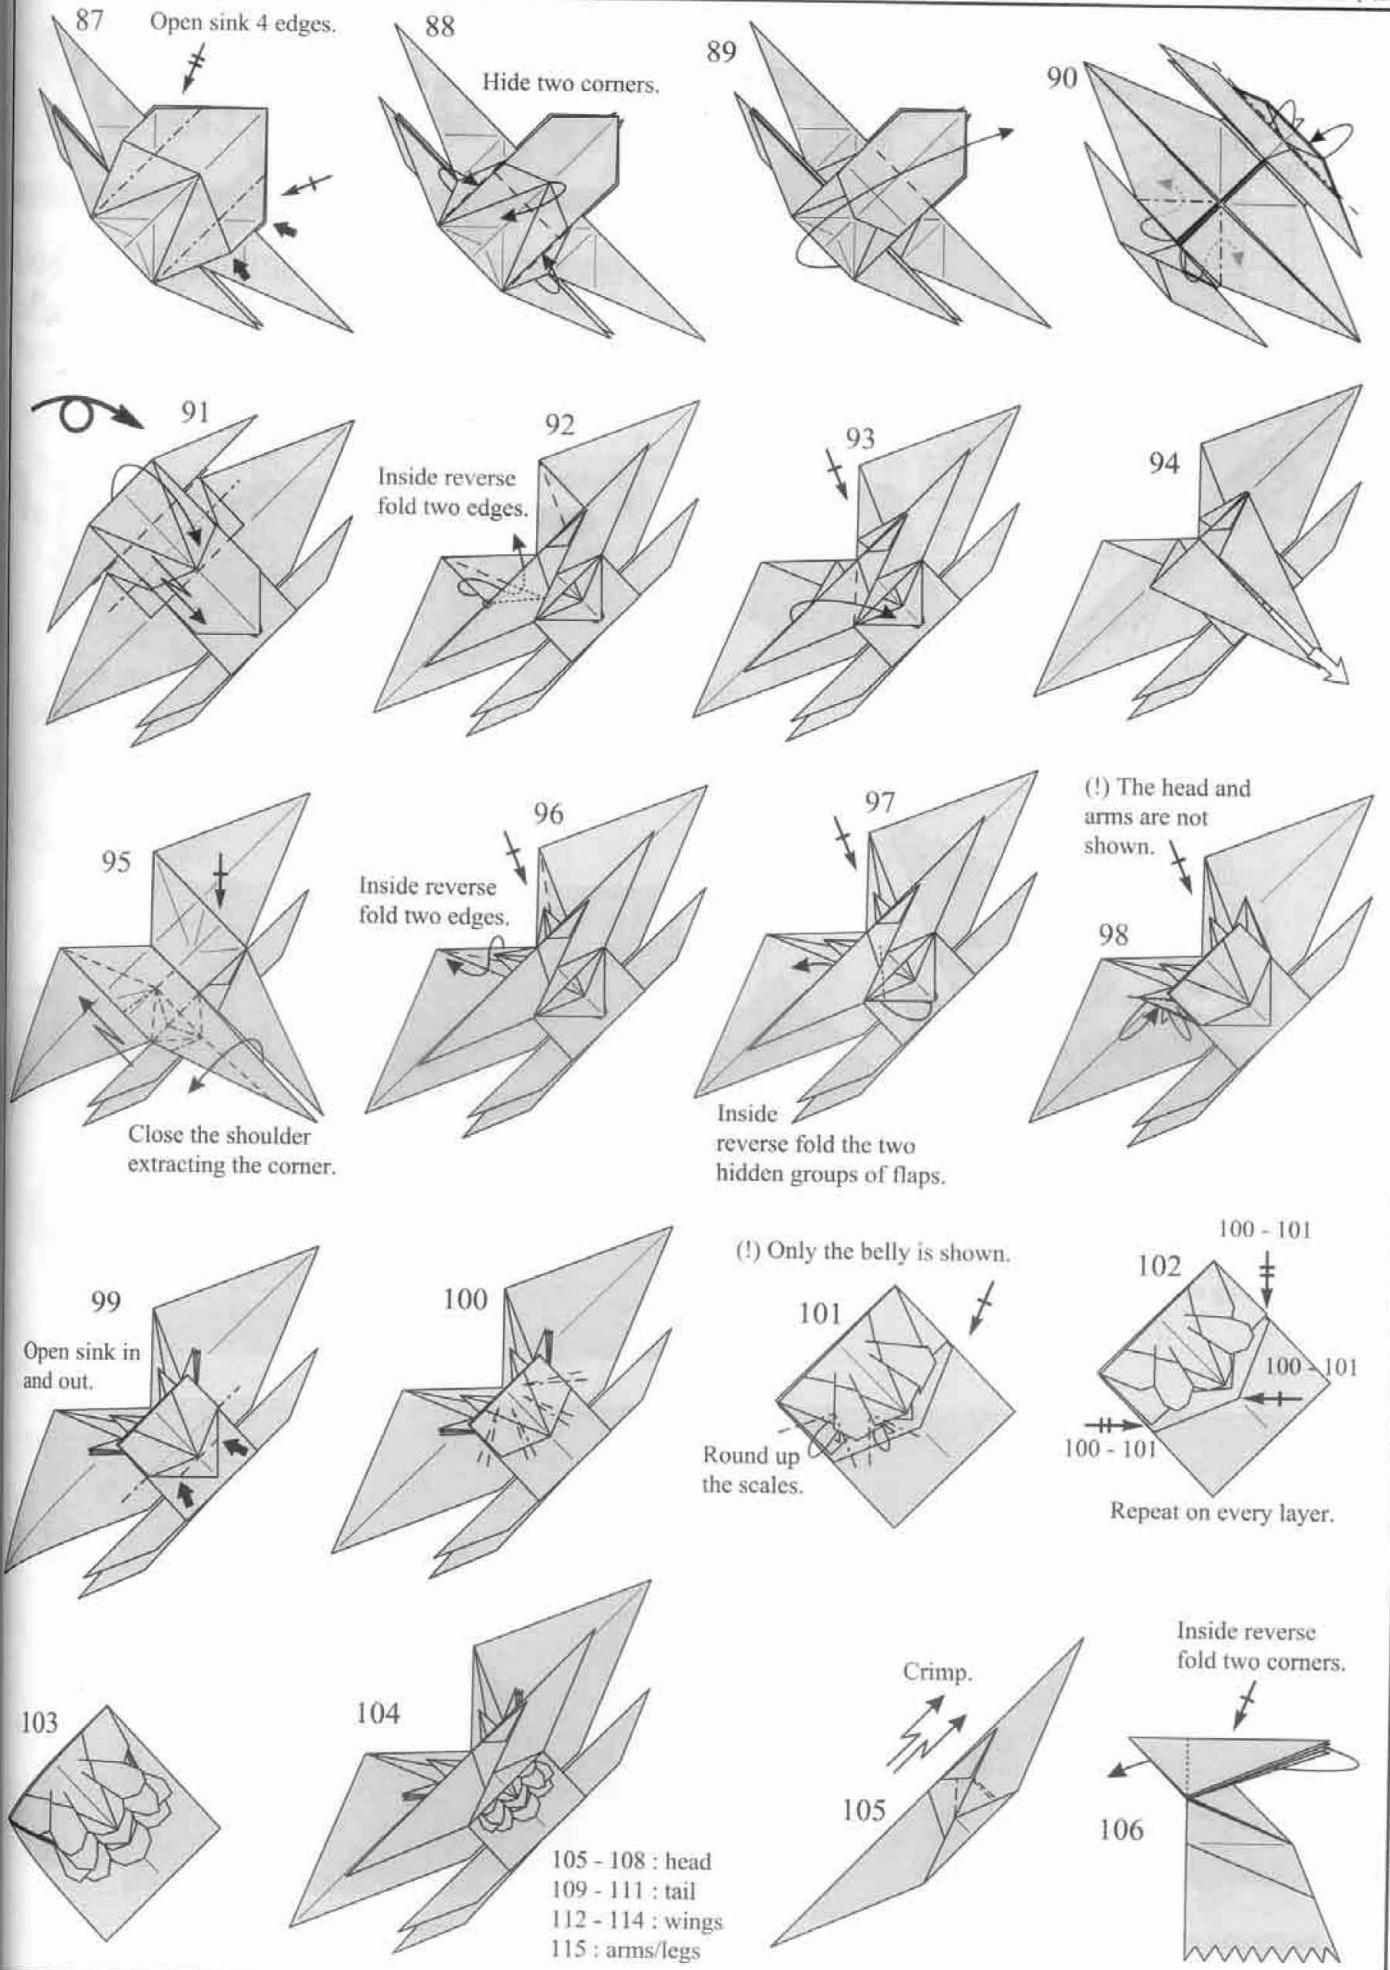 87
Open sink 4 edges.
88
Hide two corners.
89
90
91
92
Inside reverse
fold two edges.
93
94
95
Close the shoulder
extracting the corner.
96
Inside reverse
fold two edges.
97
Inside
reverse fold the two
hidden groups of flaps.
(!) The head and
arms are not
shown.
98
99
Open sink in
and out.
100
(!) Only the belly is shown.
101
Round up
the scales.
102
100 - 101
100 - 101
100 - 101
Repeat on every layer.
103
104
105 - 108 : head
109 - 111 : tail
112 - 114 : wings
115 : arms/legs
Crimp.
105
Inside reverse
fold two corners.
106